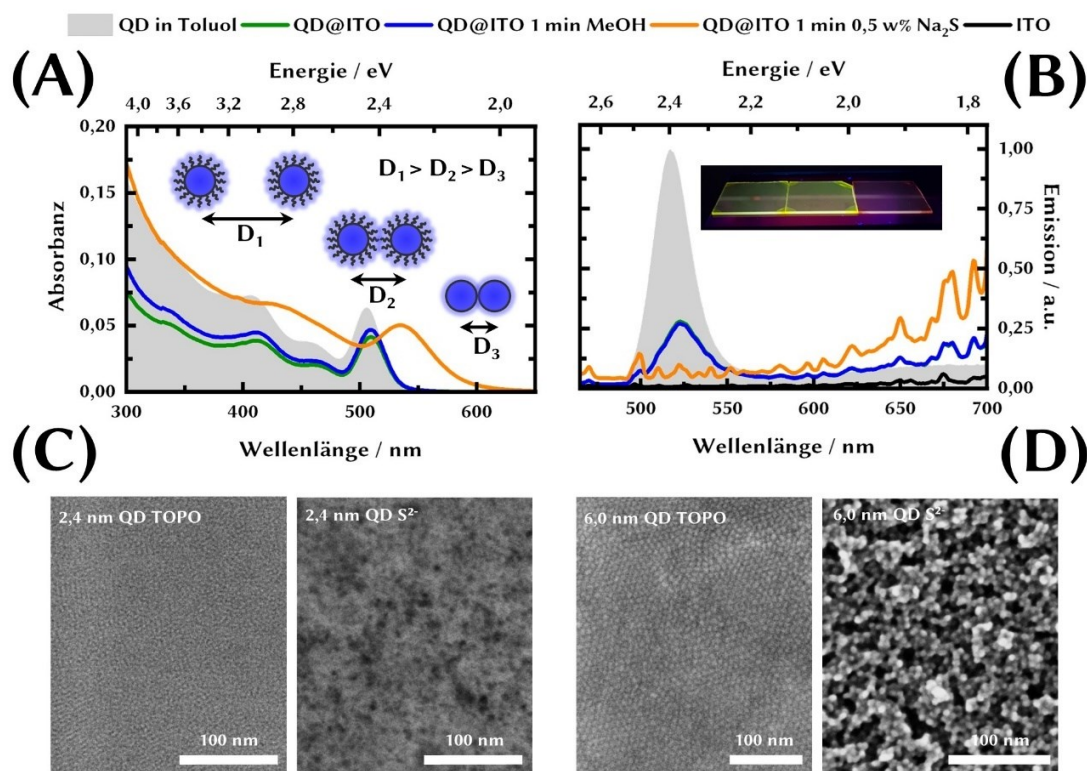 QD in Toluol QD@ITO QD@ITO 1 min MeOH QD@ITO 1 min 0,5 w% Na₂S ITO
(A)
Energie / eV
4,0 3,6 3,2 2,8 2,4 2,0
0,20
0,15
0,10
0,05
0,00
Absorbanz
D₁ > D₂ > D₃
D₁
D₂
D₃
300 400 500 600
Wellenlänge / nm
(B)
Energie / eV
2,6 2,4 2,2 2,0 1,8
1,00
0,75
0,50
0,25
0,00
Emission / a.u.
500 550 600 650 700
Wellenlänge / nm
(C)
2,4 nm QD TOPO
100 nm
2,4 nm QD S²⁻
100 nm
(D)
6,0 nm QD TOPO
100 nm
6,0 nm QD S²⁻
100 nm